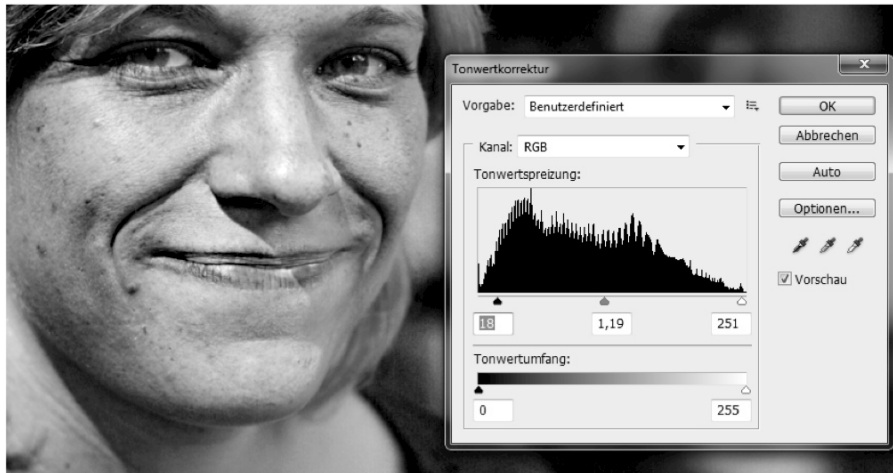 Tonwertkorrektur
x
Vorgabe: Benutzerdefiniert
OK
Abbrechen
Kanal: RGB
Auto
Tonwertspreizung:
Optionen...
Vorschau
18 1,19 251
Tonwertumfang:
0 255